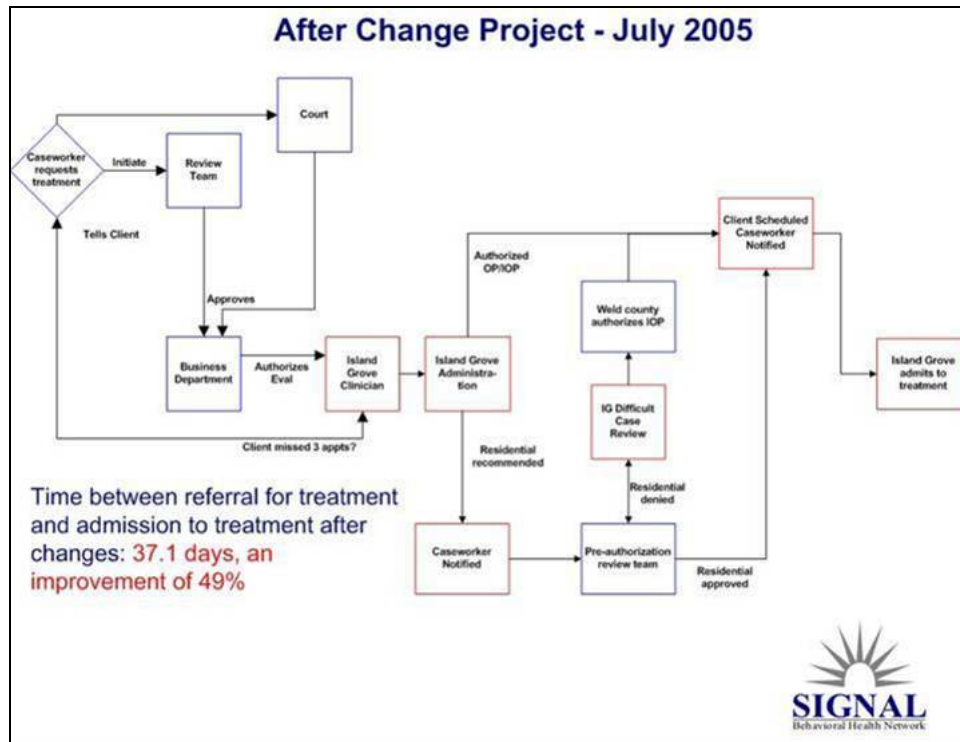 After Change Project - July 2005
Court
Caseworker
requests
treatment
Initiate
Review
Team
Tells Client
Client Scheduled
Caseworker
Notified
Authorized
OP/IOP
Approves
Weld county
authorizes IOP
Business
Department
Authorizes
Eval
Island
Grove
Clinician
Island Grove
Administra-
tion
Island Grove
admits to
treatment
IG Difficult
Case
Review
Client missed 3 appts?
Residential
recommended
Residential
denied
Time between referral for treatment
and admission to treatment after
changes: 37.1 days, an
improvement of 49%
Caseworker
Notified
Pre-authorization
review team
Residential
approved
SIGNAL
Behavioral Health Network